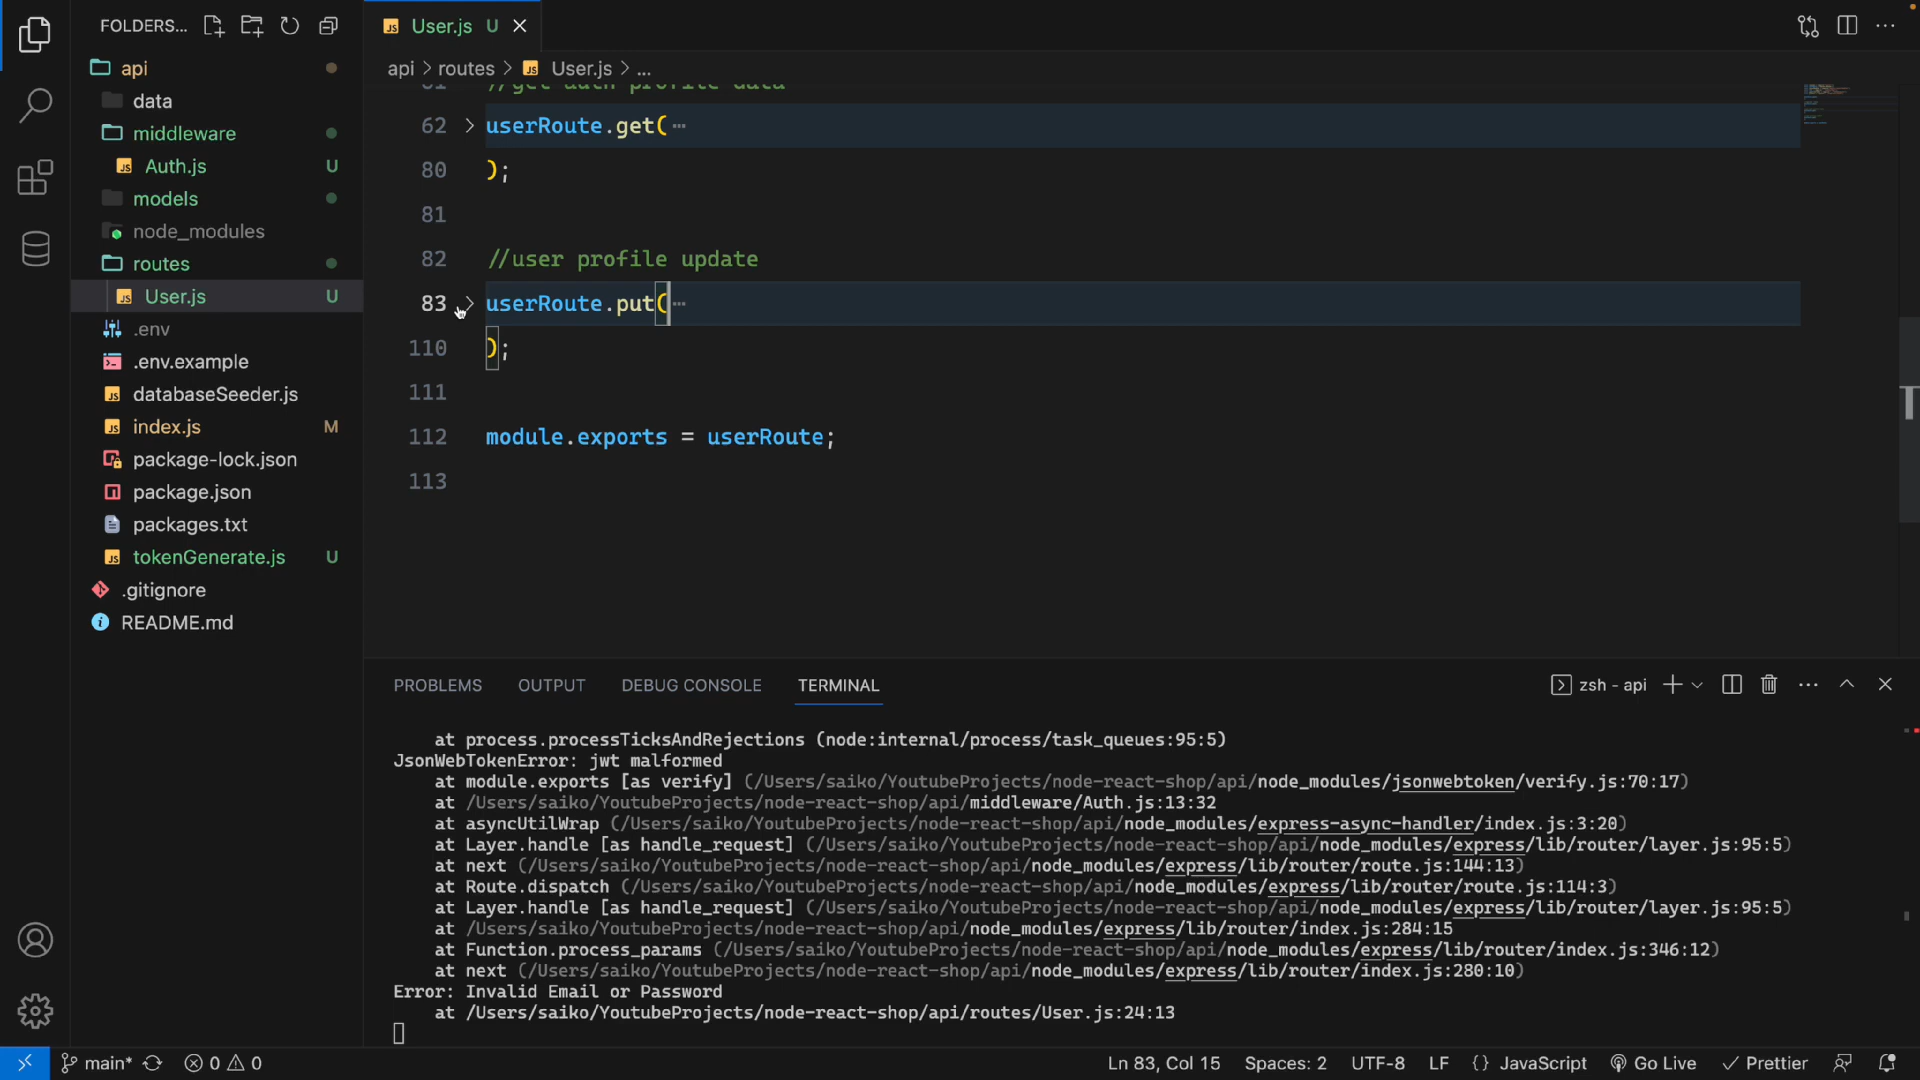 FOLDERS...
User.js U
api
data
middleware
Auth.js U
models
node_modules
routes
User.js U
.env
.env.example
databaseSeeder.js
index.js M
package-lock.json
package.json
packages.txt
tokenGenerate.js U
.gitignore
README.md
api > routes > User.js > ...
61 //get auth profile data
62 userRoute.get(
80 );
81
82 //user profile update
83 userRoute.put(
110 );
111
112 module.exports = userRoute;
113
PROBLEMS OUTPUT DEBUG CONSOLE TERMINAL
zsh - api
at process.processTicksAndRejections (node:internal/process/task_queues:95:5)
JsonWebTokenError: jwt malformed
at module.exports [as verify] (/Users/saiko/YoutubeProjects/node-react-shop/api/node_modules/jsonwebtoken/verify.js:70:17)
at /Users/saiko/YoutubeProjects/node-react-shop/api/middleware/Auth.js:13:32
at asyncUtilWrap (/Users/saiko/YoutubeProjects/node-react-shop/api/node_modules/express-async-handler/index.js:3:20)
at Layer.handle [as handle_request] (/Users/saiko/YoutubeProjects/node-react-shop/api/node_modules/express/lib/router/layer.js:95:5)
at next (/Users/saiko/YoutubeProjects/node-react-shop/api/node_modules/express/lib/router/route.js:144:13)
at Route.dispatch (/Users/saiko/YoutubeProjects/node-react-shop/api/node_modules/express/lib/router/route.js:114:3)
at Layer.handle [as handle_request] (/Users/saiko/YoutubeProjects/node-react-shop/api/node_modules/express/lib/router/layer.js:95:5)
at /Users/saiko/YoutubeProjects/node-react-shop/api/node_modules/express/lib/router/index.js:284:15
at Function.process_params (/Users/saiko/YoutubeProjects/node-react-shop/api/node_modules/express/lib/router/index.js:346:12)
at next (/Users/saiko/YoutubeProjects/node-react-shop/api/node_modules/express/lib/router/index.js:280:10)
Error: Invalid Email or Password
at /Users/saiko/YoutubeProjects/node-react-shop/api/routes/User.js:24:13
main* 0 0
Ln 83, Col 15 Spaces: 2 UTF-8 LF {} JavaScript Go Live Prettier